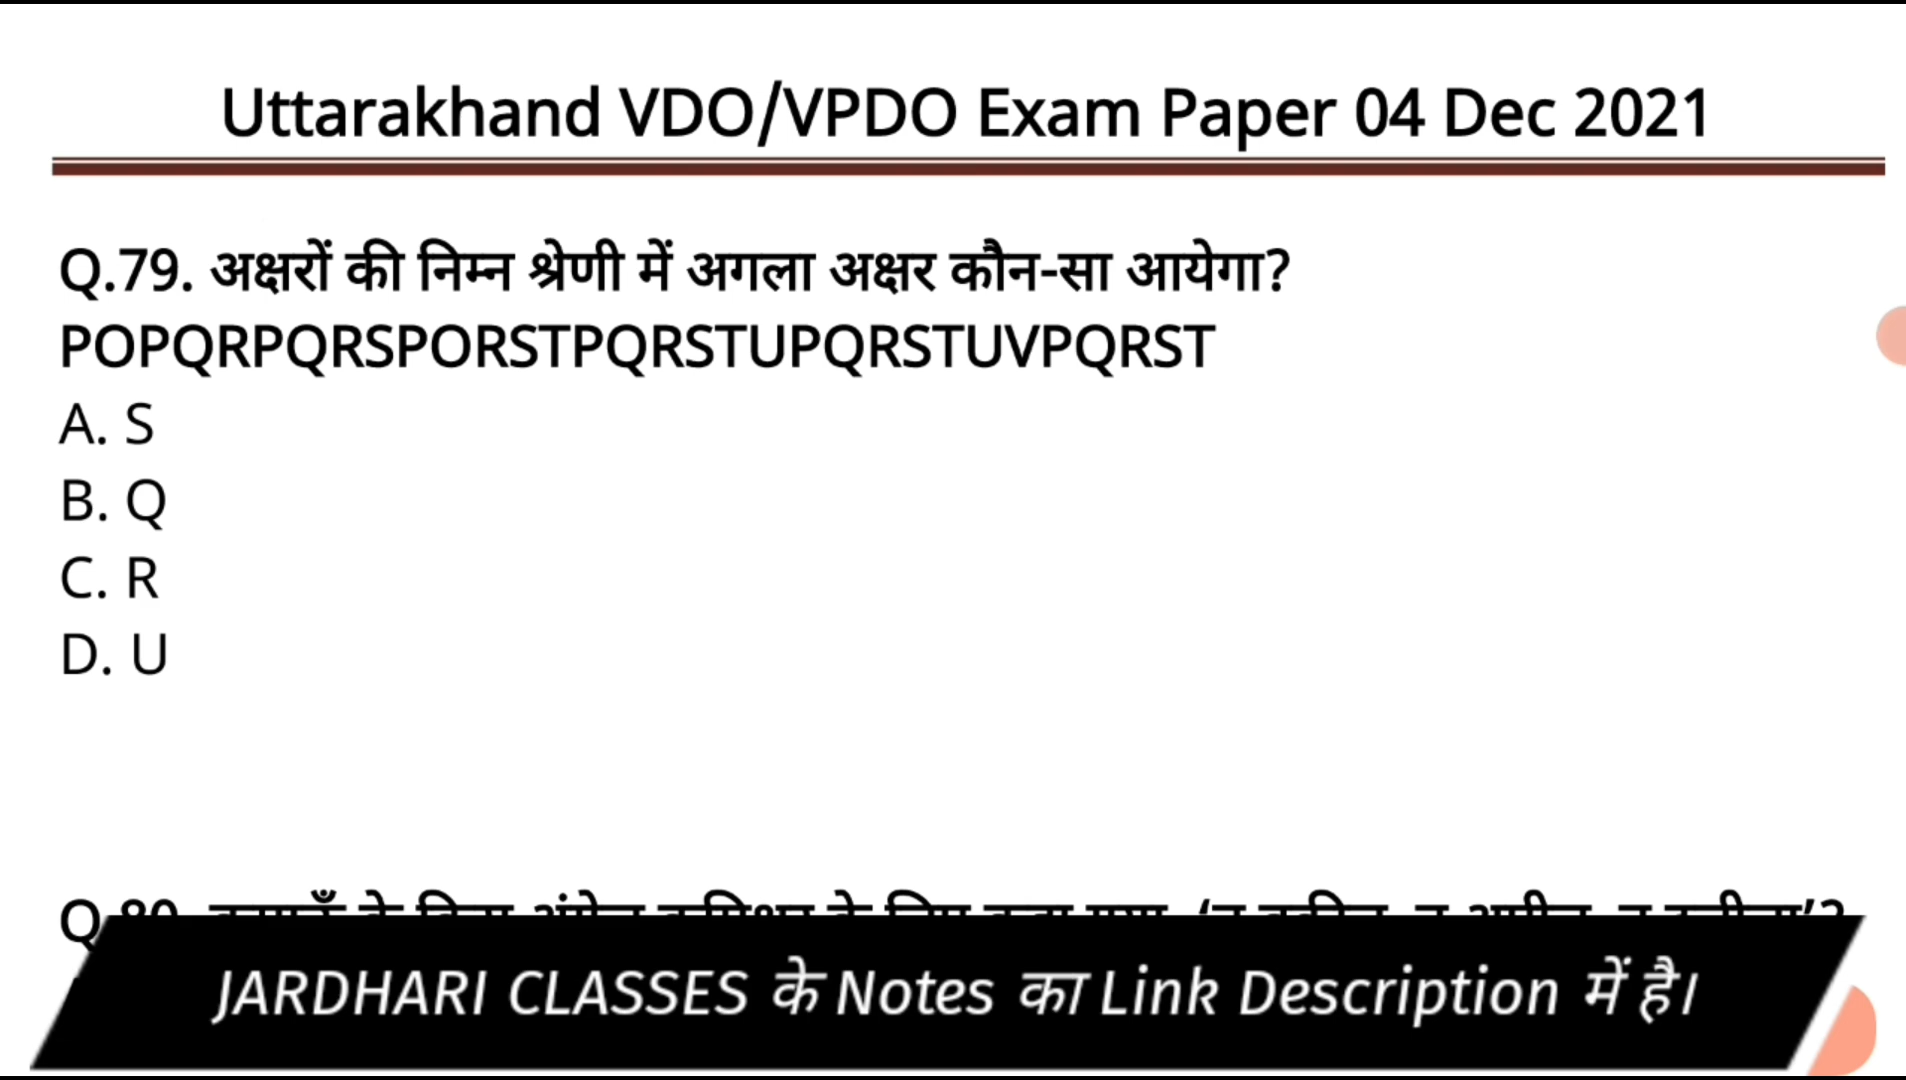 Uttarakhand VDO/VPDO Exam Paper 04 Dec 2021
Q.79. अक्षरों की निम्न श्रेणी में अगला अक्षर कौन-सा आयेगा?
POPQRPQRSPORSTPQRSTUPQRSTUVPQRST
A. S
B. Q
C. R
D. U
Q.80.
JARDHARI CLASSES के Notes का Link Description में है।